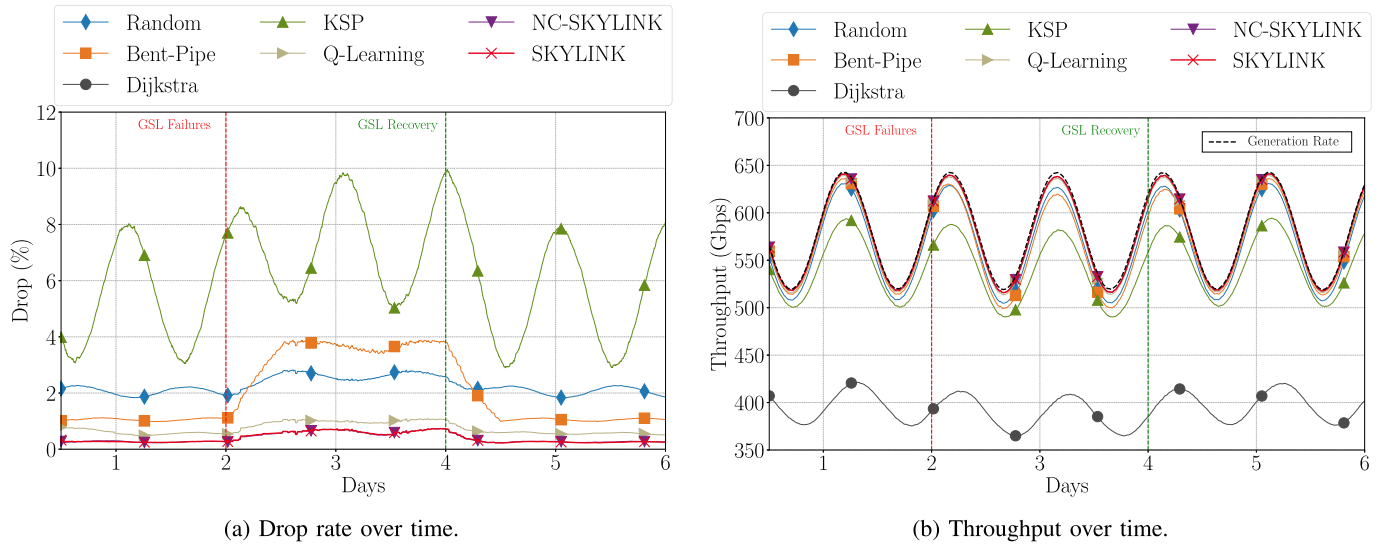 Random
KSP
NC-SKYLINK
Bent-Pipe
Q-Learning
SKYLINK
Dijkstra
12
10
8
6
4
2
0
Drop (%)
GSL Failures
GSL Recovery
1
2
3
4
5
6
Days
(a) Drop rate over time.
Random
KSP
NC-SKYLINK
Bent-Pipe
Q-Learning
SKYLINK
Dijkstra
700
650
600
550
500
450
400
350
Throughput (Gbps)
GSL Failures
GSL Recovery
Generation Rate
1
2
3
4
5
6
Days
(b) Throughput over time.